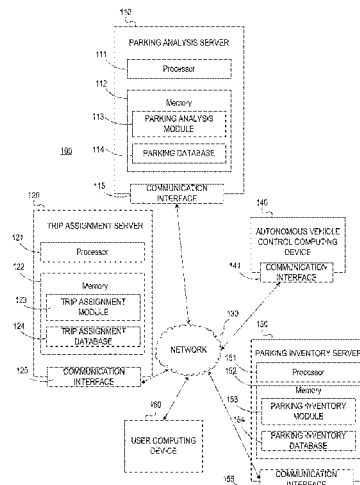 110
PARKING ANALYSIS SERVER
111
Processor
112
Memory
113
PARKING ANALYSIS MODULE
114
PARKING DATABASE
100
115
COMMUNICATION INTERFACE
120
TRIP ASSIGNMENT SERVER
121
Processor
122
Memory
123
TRIP ASSIGNMENT MODULE
124
TRIP ASSIGNMENT DATABASE
125
COMMUNICATION INTERFACE
140
AUTONOMOUS VEHICLE CONTROL COMPUTING DEVICE
141
COMMUNICATION INTERFACE
130
NETWORK
150
PARKING INVENTORY SERVER
151
Processor
152
Memory
153
PARKING INVENTORY MODULE
154
PARKING INVENTORY DATABASE
155
COMMUNICATION INTERFACE
160
USER COMPUTING DEVICE